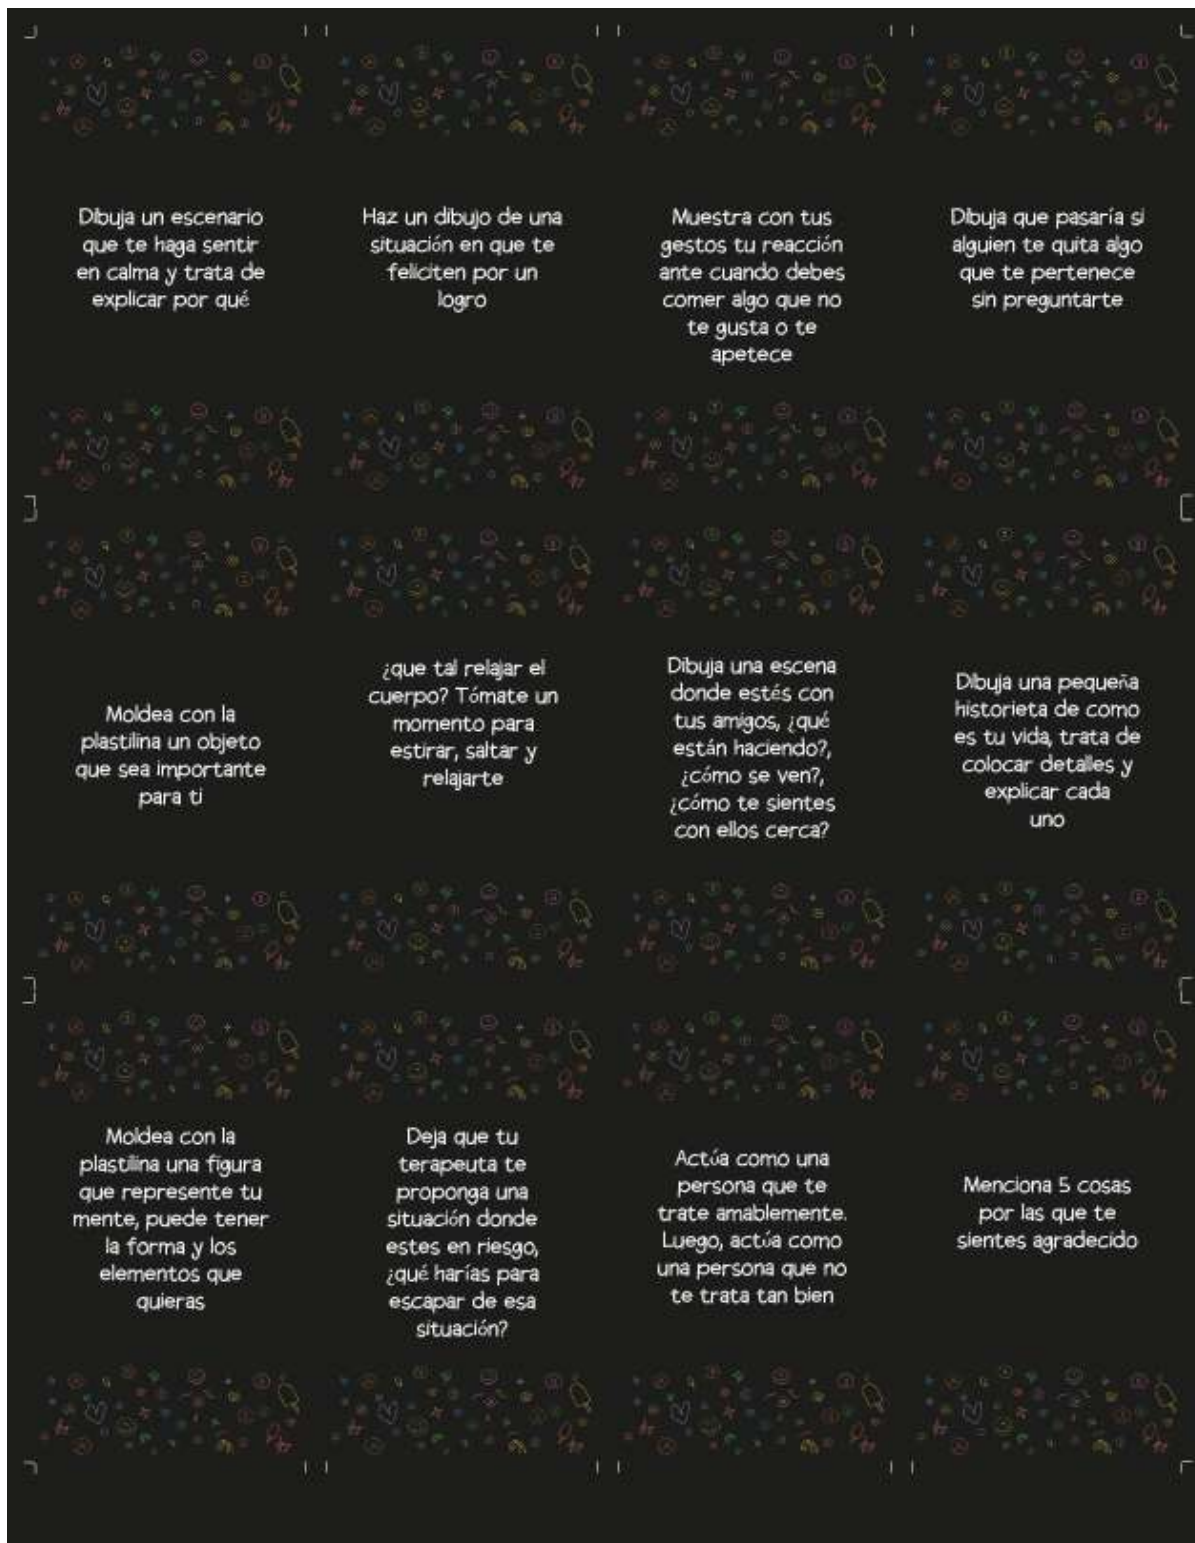 Dibuja un escenario
que te haga sentir
en calma y trata de
explicar por qué
Haz un dibujo de una
situación en que te
feliciten por un
logro
Muestra con tus
gestos tu reacción
ante cuando debes
comer algo que no
te gusta o te
apetece
Dibuja que pasaría si
alguien te quita algo
que te pertenece
sin preguntarte
Moldea con la
plastilina un objeto
que sea importante
para ti
¿que tal relajar el
cuerpo? Tómate un
momento para
estirar, saltar y
relajarte
Dibuja una escena
donde estés con
tus amigos, ¿qué
están haciendo?,
¿cómo se ven?,
¿cómo te sientes
con ellos cerca?
Dibuja una pequeña
historieta de como
es tu vida, trata de
colocar detalles y
explicar cada
uno
Moldea con la
plastilina una figura
que represente tu
mente, puede tener
la forma y los
elementos que
quieras
Deja que tu
terapeuta te
proponga una
situación donde
estes en riesgo,
¿qué harías para
escapar de esa
situación?
Actúa como una
persona que te
trate amablemente.
Luego, actúa como
una persona que no
te trata tan bien
Menciona 5 cosas
por las que te
sientes agradecido